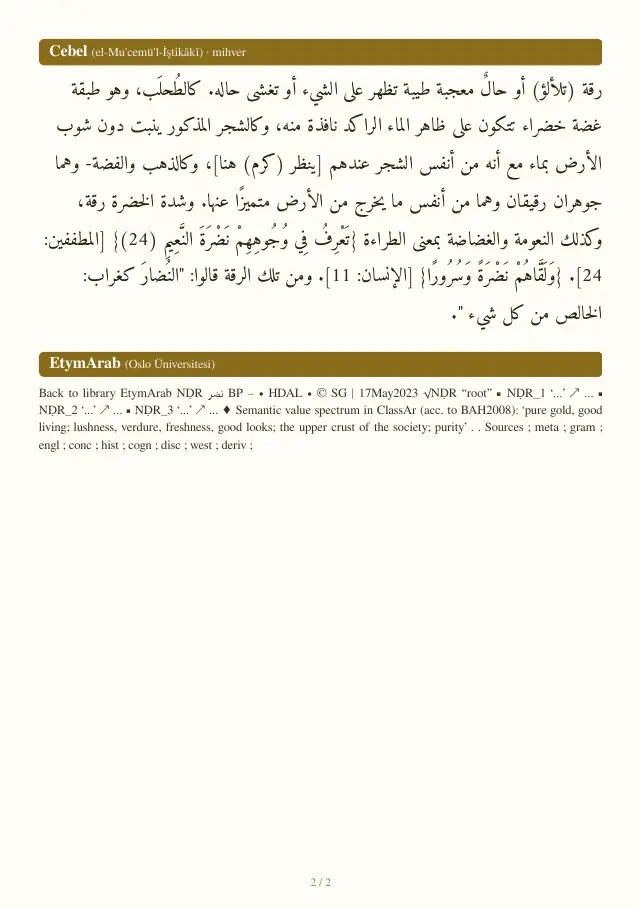 Cebel (el-Mu'cemü'l-İştikâkî) · mihver
رقة (تلألؤ) أو حالٌ معجبة طيبة تظهر على الشيء أو تغشى حاله. كالطُحلَب، وهو طبقة
غضة خضراء تتكون على ظاهر الماء الراكد نافذة منه، وكالشجر المذكور ينبت دون شوب
الأرض بماء مع أنه من أنفس الشجر عندهم [ينظر (كرم) هنا]، وكالذهب والفضة- وهما
جوهران رقيقان وهما من أنفس ما يخرج من الأرض متميزًا عنها. وشدة الخضرة رقة،
وكذلك النعومة والغضاضة بمعنى الطراءة {تَعْرِفُ فِي وُجُوهِهِمْ نَضْرَةَ النَّعِيمِ (24)} [المطففين:
24]. {وَلَقَّاهُمْ نَضْرَةً وَسُرُورًا} [الإنسان: 11]. ومن تلك الرقة قالوا: "النُضارَ كغراب:
الخالص من كل شيء ".
EtymArab (Oslo Üniversitesi)
Back to library EtymArab NḌR نضر BP – • HDAL • © SG | 17May2023 √NḌR “root” ▪ NḌR_1 ‘...’ ↗ ... ▪
NḌR_2 ‘...’ ↗ ... ▪ NḌR_3 ‘...’ ↗ ... ♦ Semantic value spectrum in ClassAr (acc. to BAH2008): ‘pure gold, good
living; lushness, verdure, freshness, good looks; the upper crust of the society; purity’ . . Sources ; meta ; gram ;
engl ; conc ; hist ; cogn ; disc ; west ; deriv ;
2 / 2